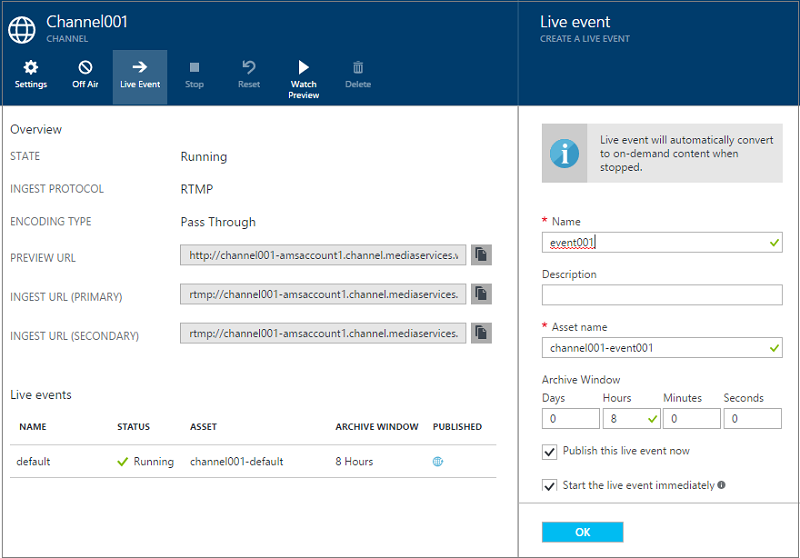 Channel001
CHANNEL
Settings
Off Air
Live Event
Stop
Reset
Watch
Preview
Delete
Overview
STATE
Running
INGEST PROTOCOL
RTMP
ENCODING TYPE
Pass Through
PREVIEW URL
http://channel001-amsaccount1.channel.mediaservices.v
INGEST URL (PRIMARY)
rtmp://channel001-amsaccount1.channel.mediaservices.
INGEST URL (SECONDARY)
rtmp://channel001-amsaccount1.channel.mediaservices.
Live events
NAME STATUS ASSET ARCHIVE WINDOW PUBLISHED
default Running channel001-default 8 Hours
Live event
CREATE A LIVE EVENT
Live event will automatically convert
to on-demand content when
stopped.
* Name
event001
Description
* Asset name
channel001-event001
Archive Window
Days Hours Minutes Seconds
0 8 0 0
Publish this live event now
Start the live event immediately
OK